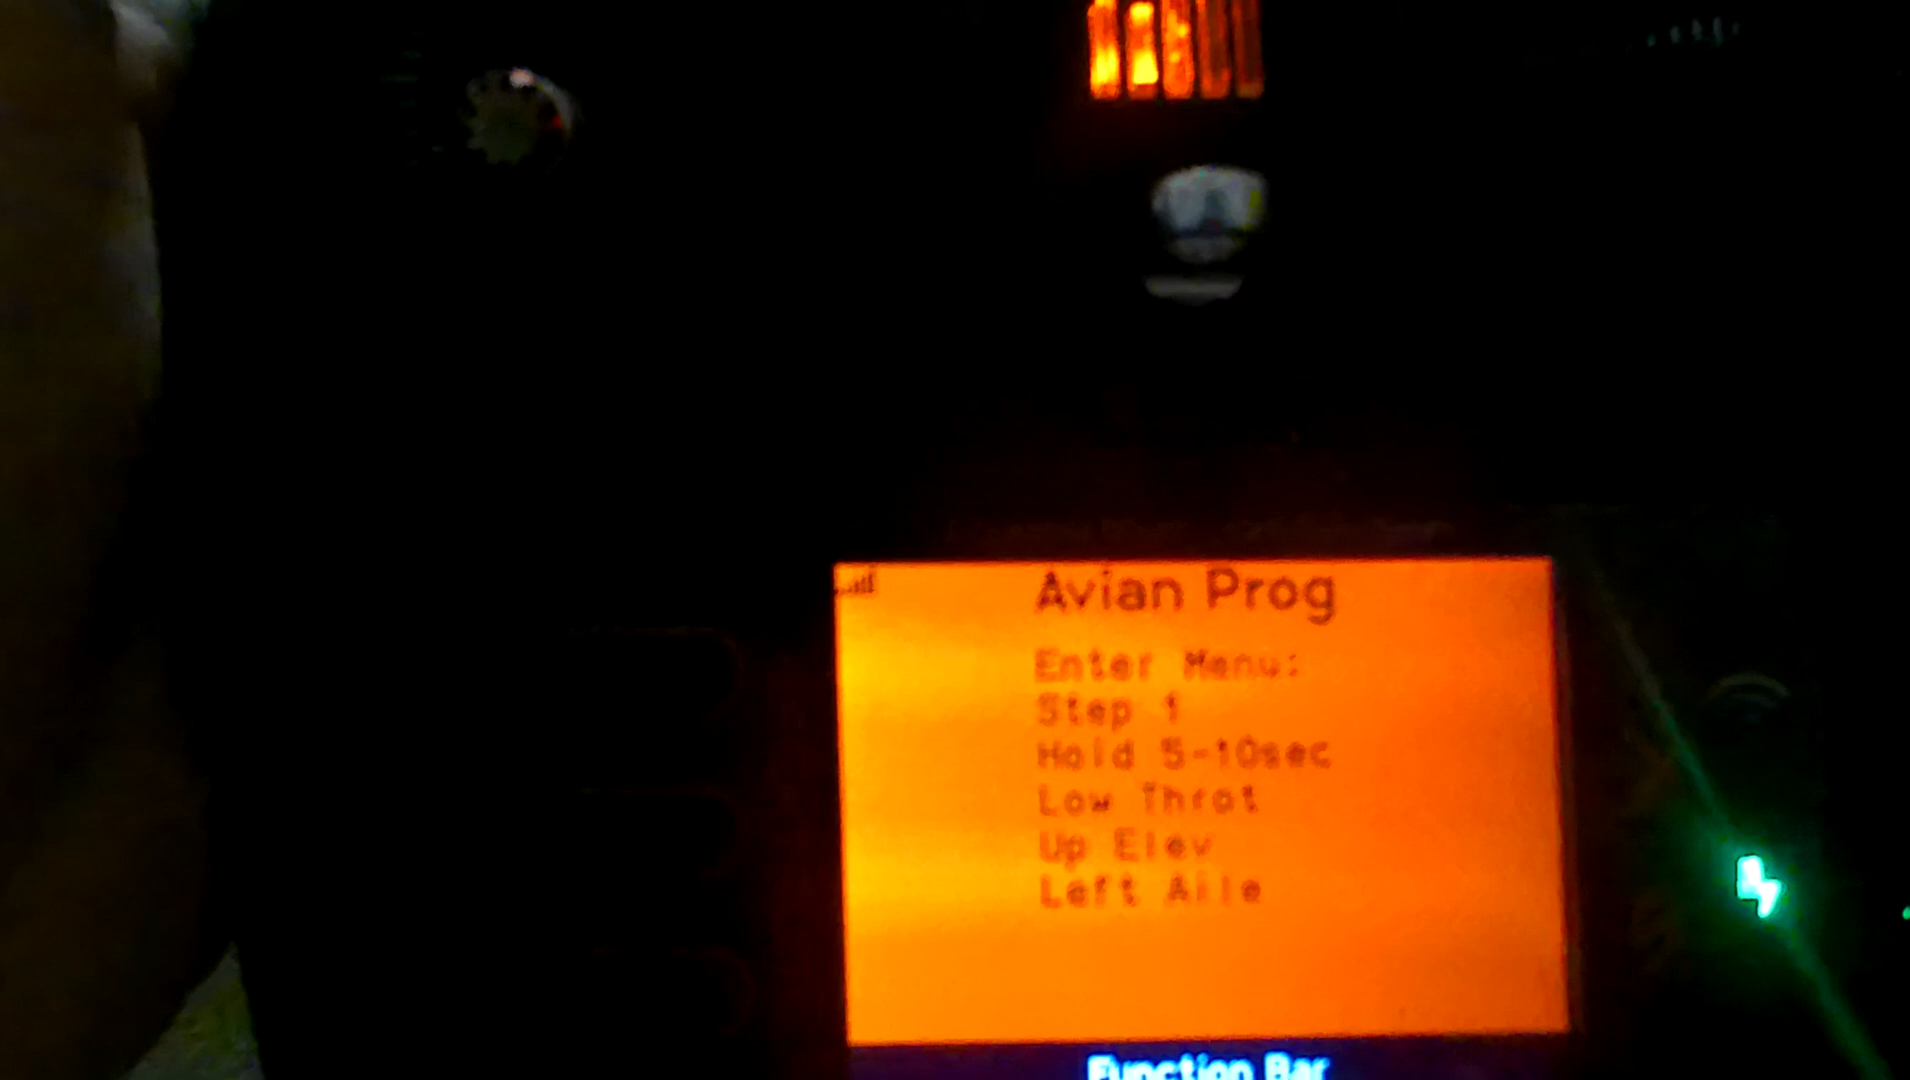 Avian Prog
Enter Menu:
Step 1
Hold 5-10sec
Low Throt
Up Elev
Left Aile
Function Bar